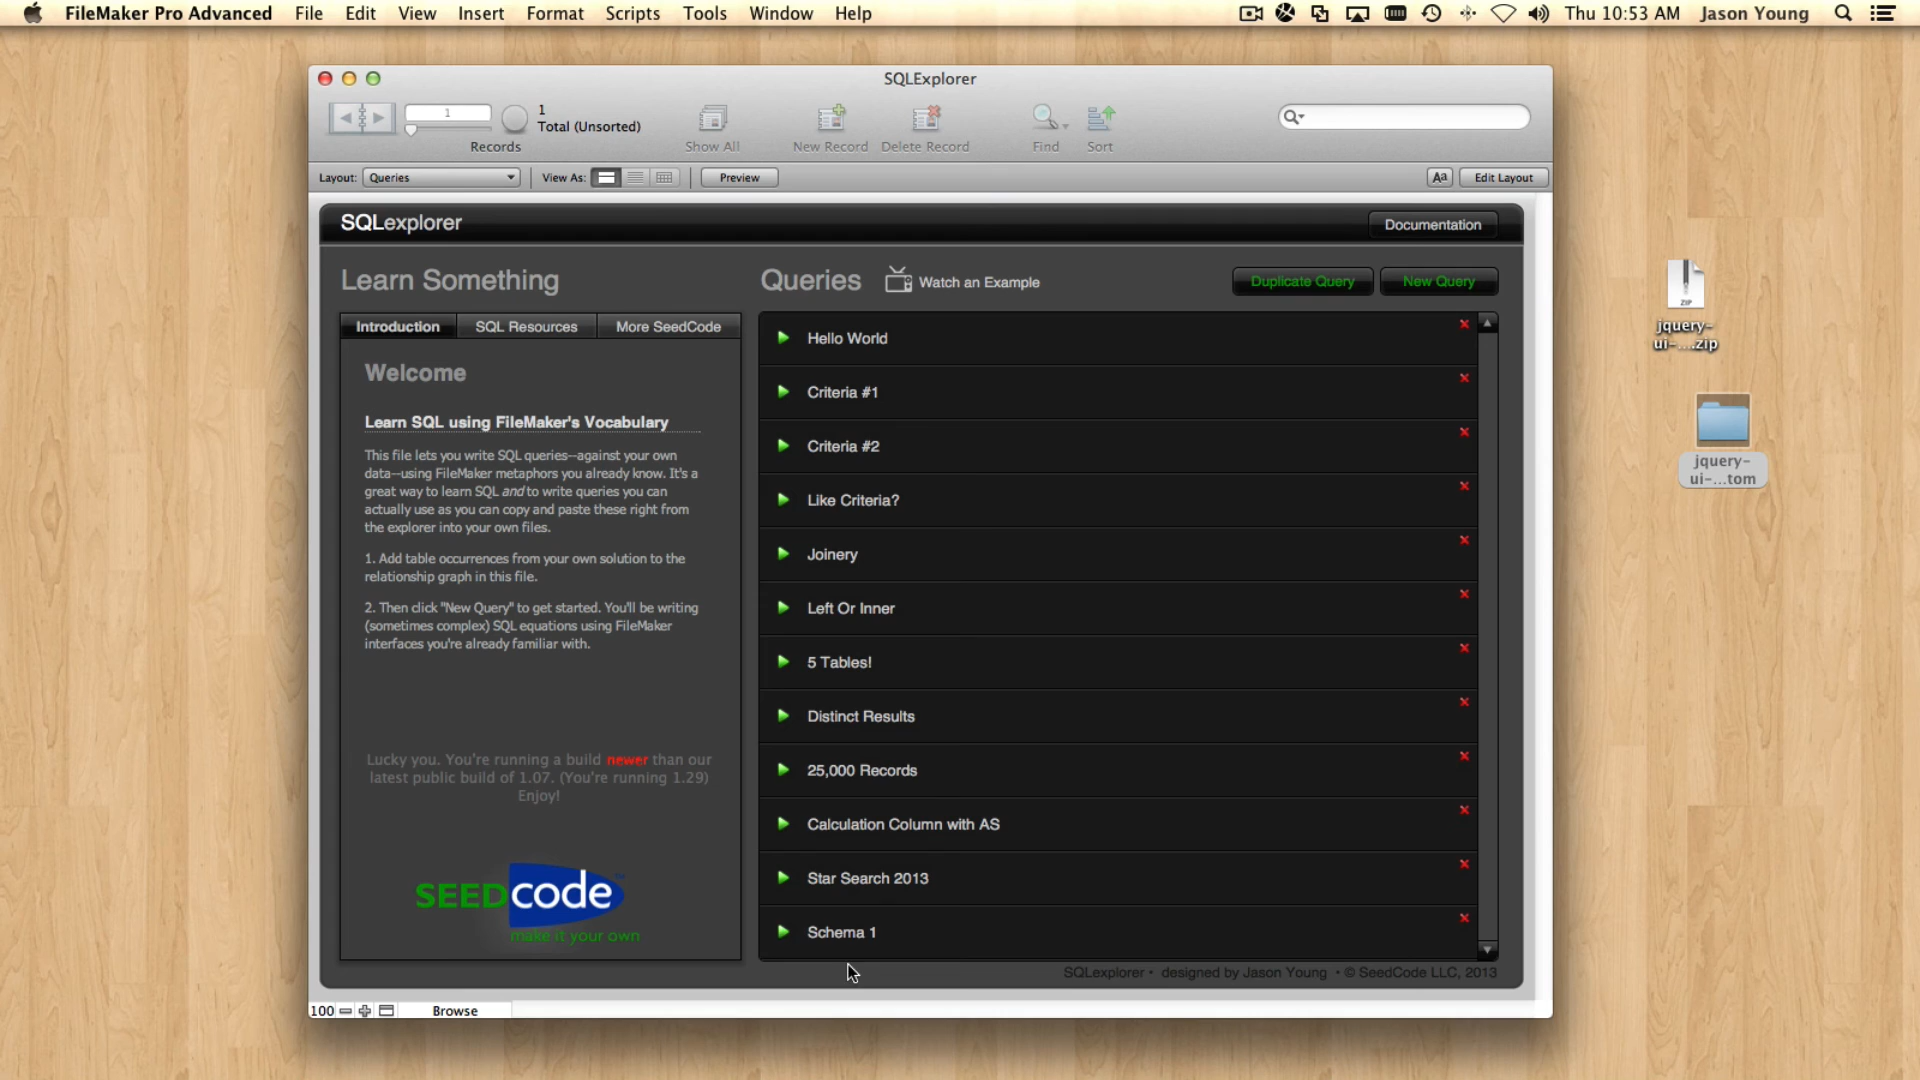 FileMaker Pro Advanced File Edit View Insert Format Scripts Tools Window Help Thu 10:53 AM Jason Young
SQLExplorer
1
1
Total (Unsorted)
Records
Show All
New Record
Delete Record
Find
Sort
Layout: Queries
View As:
Preview
Aa
Edit Layout
SQLexplorer
Documentation
Learn Something
Introduction
SQL Resources
More SeedCode
Welcome
Learn SQL using FileMaker's Vocabulary
This file lets you write SQL queries--against your own
data--using FileMaker metaphors you already know. It's a
great way to learn SQL and to write queries you can
actually use as you can copy and paste these right from
the explorer into your own files.
1. Add table occurrences from your own solution to the
relationship graph in this file.
2. Then click "New Query" to get started. You'll be writing
(sometimes complex) SQL equations using FileMaker
interfaces you're already familiar with.
Lucky you. You're running a build newer than our
latest public build of 1.07. (You're running 1.29)
Enjoy!
SEEDcode™
make it your own
Queries
Watch an Example
Duplicate Query
New Query
Hello World
Criteria #1
Criteria #2
Like Criteria?
Joinery
Left Or Inner
5 Tables!
Distinct Results
25,000 Records
Calculation Column with AS
Star Search 2013
Schema 1
SQLexplorer • designed by Jason Young • © SeedCode LLC, 2013
100
Browse
ZIP
jquery-
ui-....zip
jquery-
ui-...tom